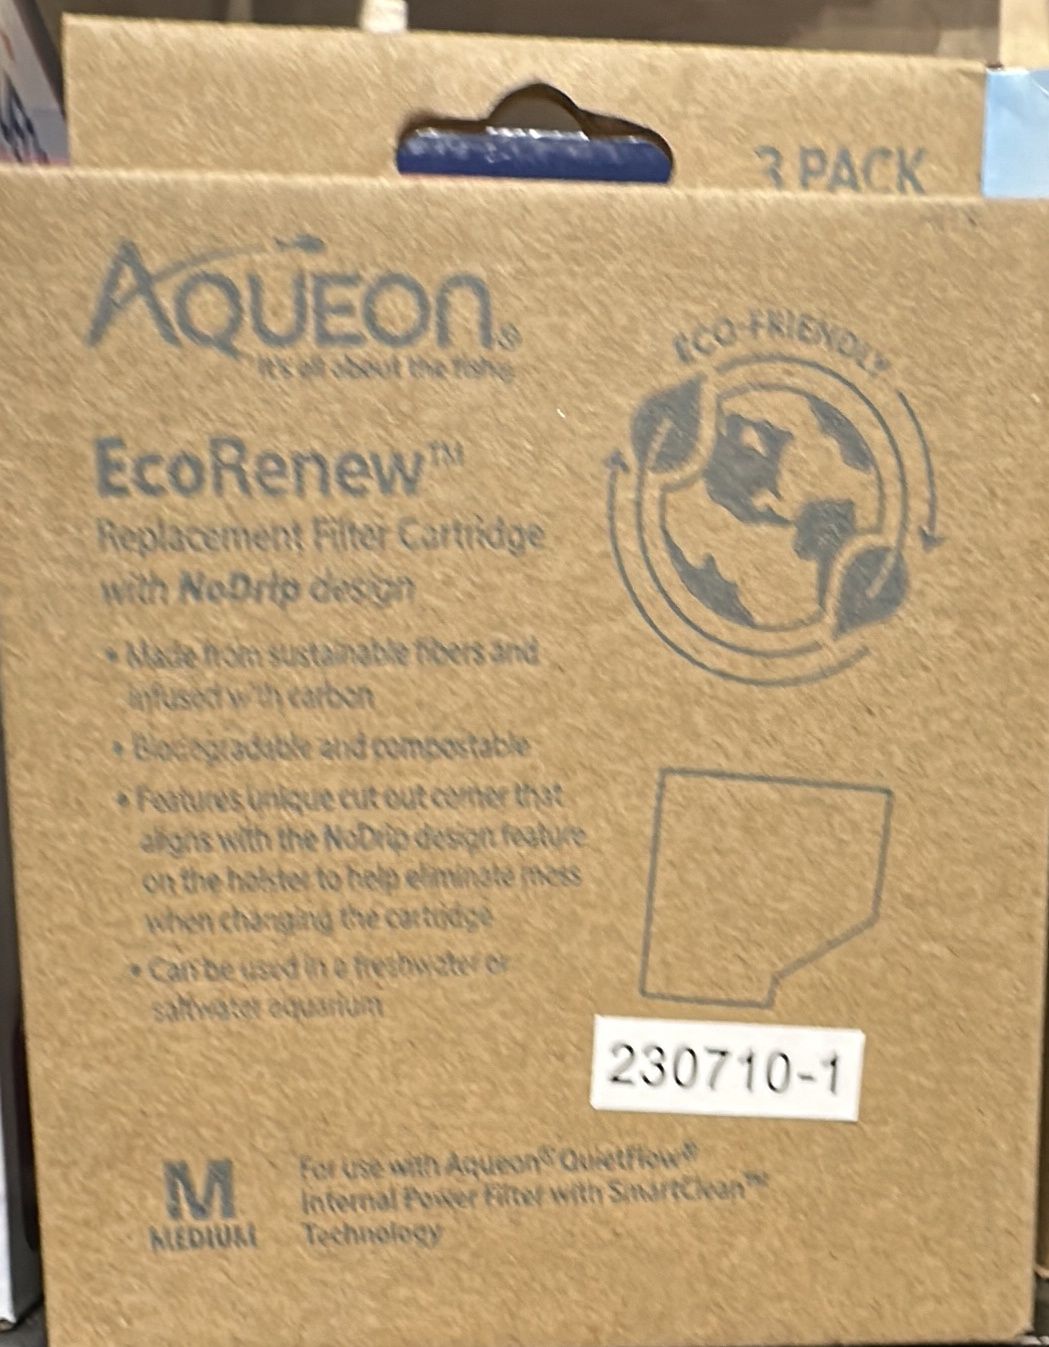 3 PACK
AQUEON®
It's all about the fish®
ECO-FRIENDLY
EcoRenew™
Replacement Filter Cartridge
with NoDrip design
• Made from sustainable fibers and
infused with carbon
• Biodegradable and compostable
• Features unique cut out corner that
aligns with the NoDrip design feature
on the holster to help eliminate mess
when changing the cartridge
• Can be used in a freshwater or
saltwater aquarium
230710-1
M
MEDIUM
For use with Aqueon® QuietFlow®
Internal Power Filter with SmartClean™
Technology